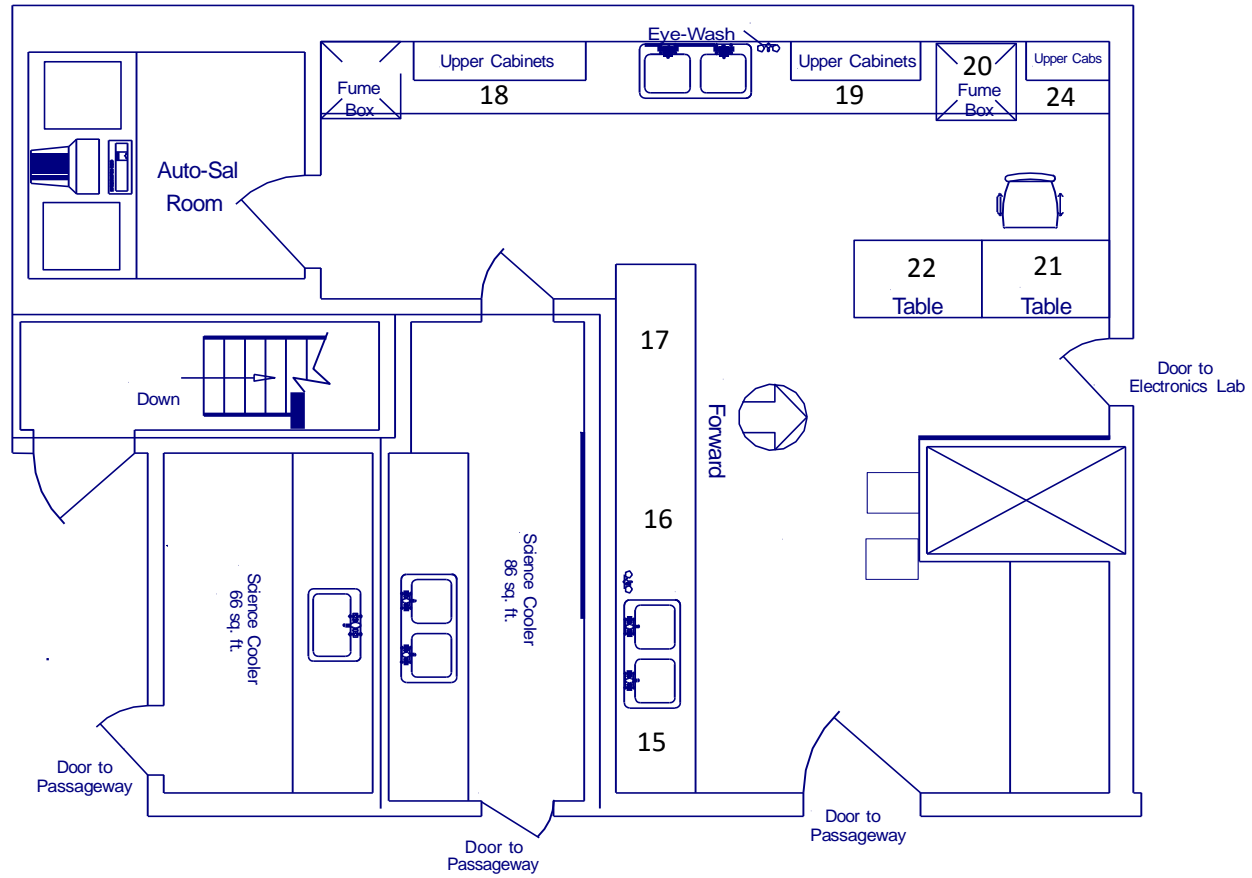 Eye-Wash
Upper Cabinets
18
Upper Cabinets
19
20
Fume
Box
Upper Cabs
24
Fume
Box
Auto-Sal
Room
22
Table
21
Table
17
Door to
Electronics Lab
Down
Forward
16
Science Cooler
86 sq. ft.
Science Cooler
66 sq. ft.
15
Door to
Passageway
Door to
Passageway
Door to
Passageway